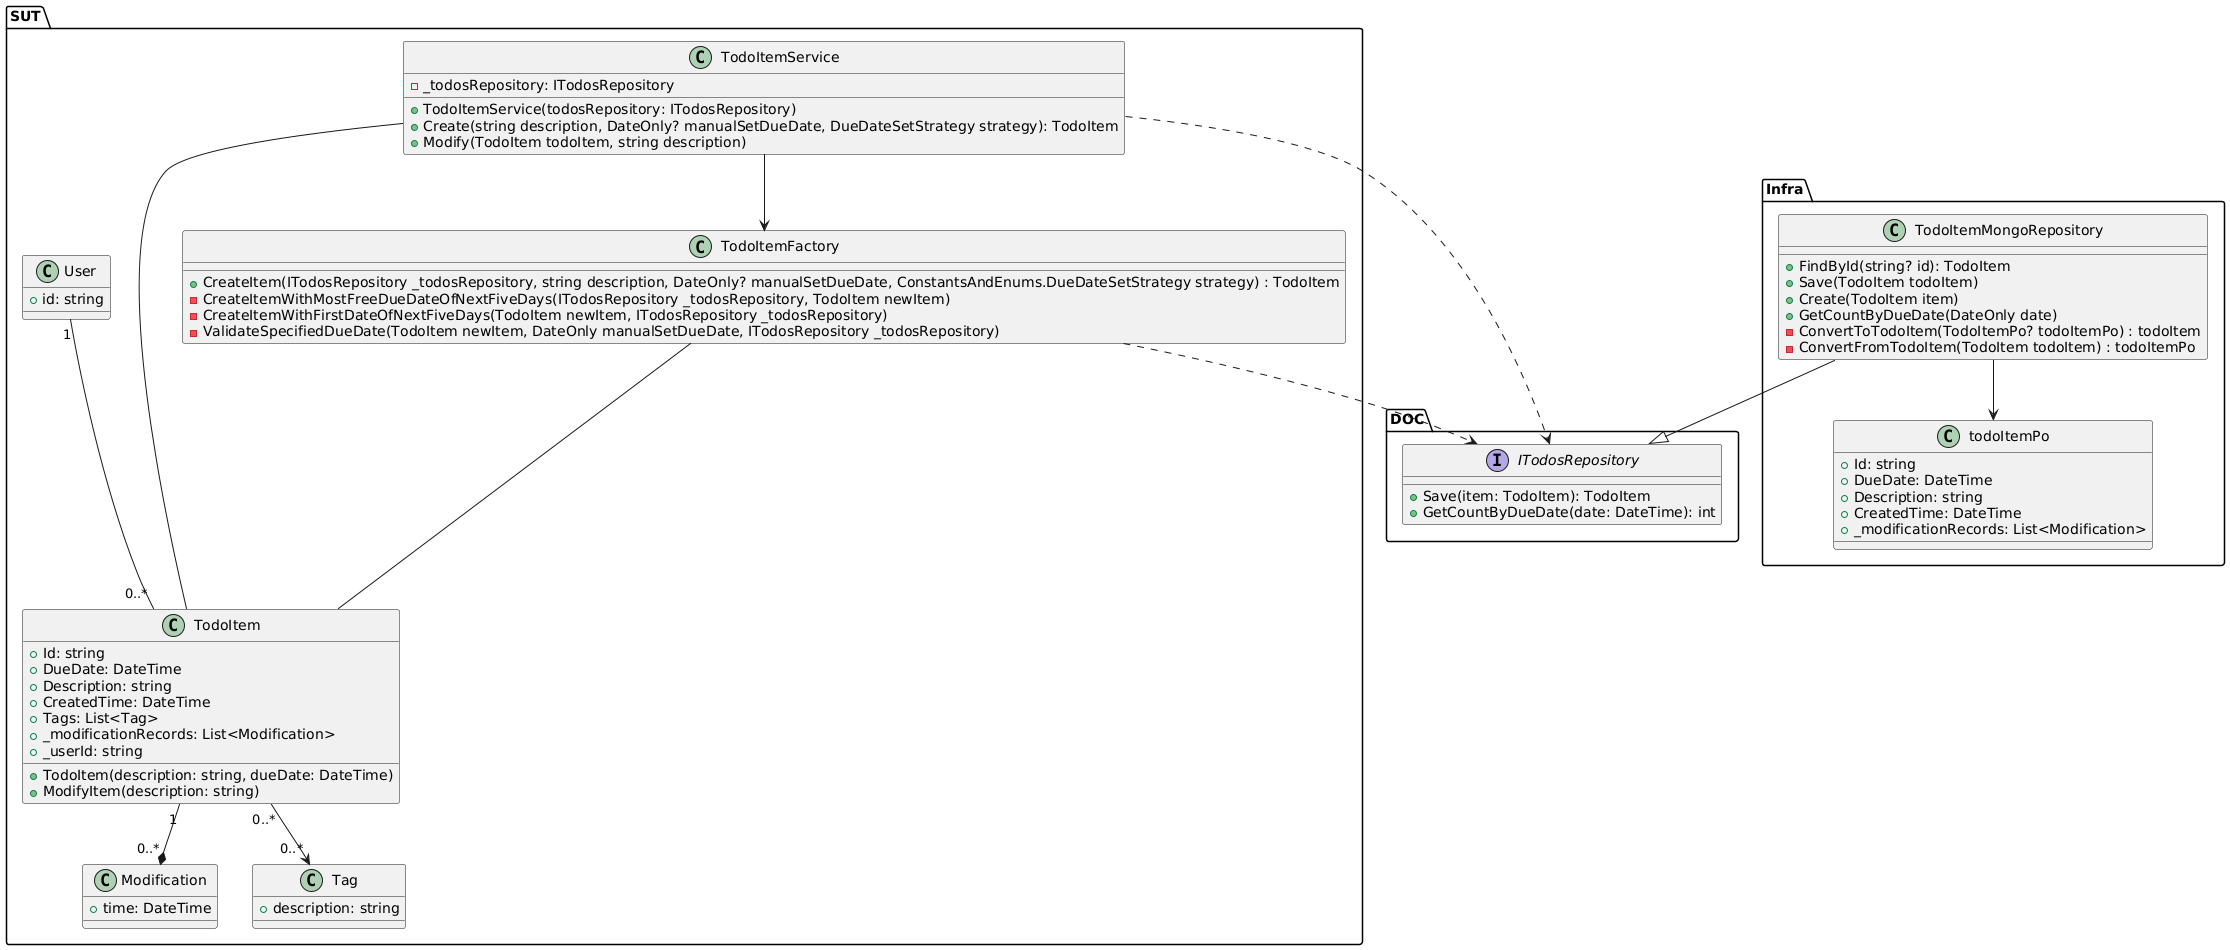 SUT
C TodoItemService
_todosRepository: ITodosRepository
TodoItemService(todosRepository: ITodosRepository)
Create(string description, DateOnly? manualSetDueDate, DueDateSetStrategy strategy): TodoItem
Modify(TodoItem todoItem, string description)
Infra
C TodoItemMongoRepository
FindById(string? id): TodoItem
Save(TodoItem todoItem)
Create(TodoItem item)
GetCountByDueDate(DateOnly date)
ConvertToTodoItem(TodoItemPo? todoItemPo) : todoItem
ConvertFromTodoItem(TodoItem todoItem) : todoItemPo
C User
id: string
C TodoItemFactory
CreateItem(ITodosRepository _todosRepository, string description, DateOnly? manualSetDueDate, ConstantsAndEnums.DueDateSetStrategy strategy) : TodoItem
CreateItemWithMostFreeDueDateOfNextFiveDays(ITodosRepository _todosRepository, TodoItem newItem)
CreateItemWithFirstDateOfNextFiveDays(TodoItem newItem, ITodosRepository _todosRepository)
ValidateSpecifiedDueDate(TodoItem newItem, DateOnly manualSetDueDate, ITodosRepository _todosRepository)
1
0..*
DOC
I ITodosRepository
Save(item: TodoItem): TodoItem
GetCountByDueDate(date: DateTime): int
C todoItemPo
Id: string
DueDate: DateTime
Description: string
CreatedTime: DateTime
_modificationRecords: List<Modification>
C TodoItem
Id: string
DueDate: DateTime
Description: string
CreatedTime: DateTime
Tags: List<Tag>
_modificationRecords: List<Modification>
_userId: string
TodoItem(description: string, dueDate: DateTime)
ModifyItem(description: string)
1
0..*
0..*
0..*
C Modification
time: DateTime
C Tag
description: string